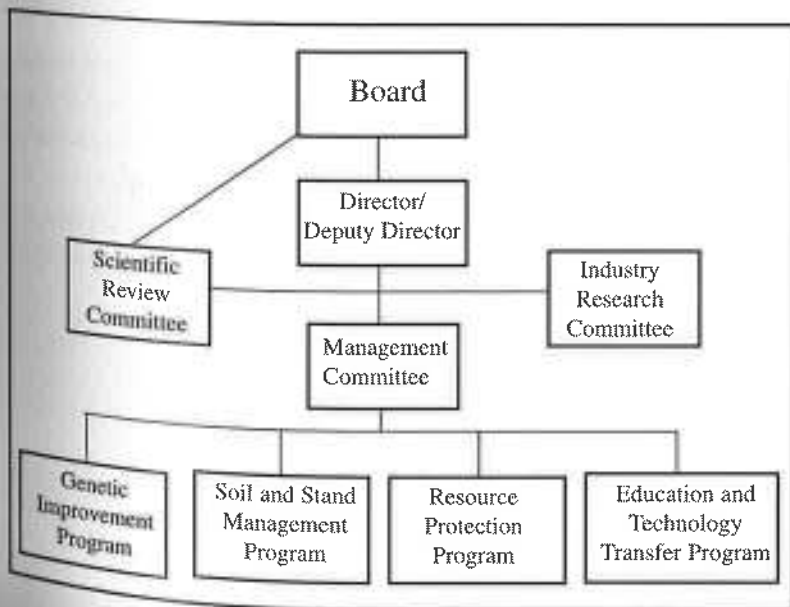 Board
Director/
Deputy Director
Scientific
Review
Committee
Industry
Research
Committee
Management
Committee
Genetic
Improvement
Program
Soil and Stand
Management
Program
Resource
Protection
Program
Education and
Technology
Transfer Program